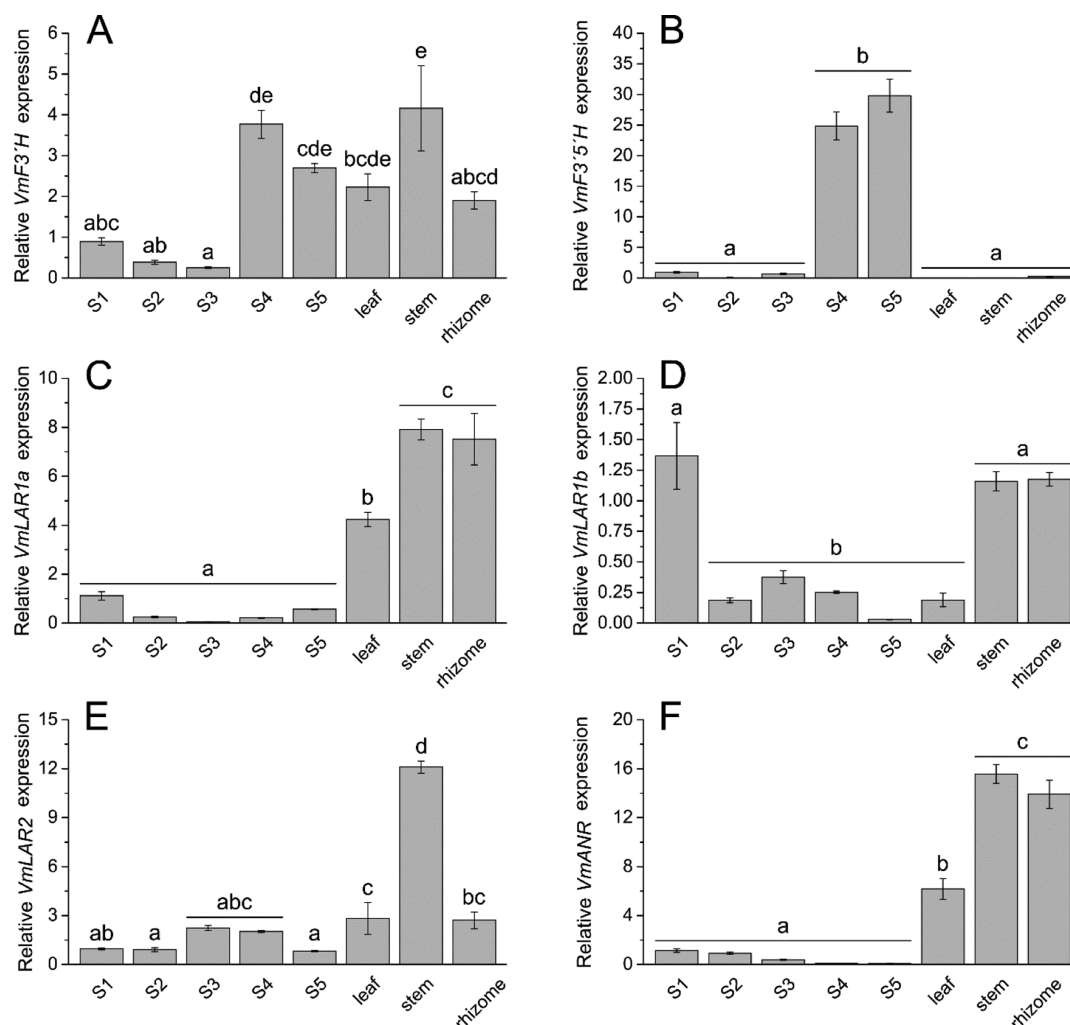 A
Relative VmF3´H expression
6
5
4
3
2
1
0
abc
ab
a
de
cde
bcde
e
abcd
S1 S2 S3 S4 S5 leaf stem rhizome
B
Relative VmF3´5´H expression
40
35
30
25
20
15
10
5
0
a
b
a
S1 S2 S3 S4 S5 leaf stem rhizome
C
Relative VmLAR1a expression
10
8
6
4
2
0
a
b
c
S1 S2 S3 S4 S5 leaf stem rhizome
D
Relative VmLAR1b expression
2.00
1.75
1.50
1.25
1.00
0.75
0.50
0.25
0.00
a
b
a
S1 S2 S3 S4 S5 leaf stem rhizome
E
Relative VmLAR2 expression
15
12
9
6
3
0
ab
a
abc
a
c
d
bc
S1 S2 S3 S4 S5 leaf stem rhizome
F
Relative VmANR expression
20
16
12
8
4
0
a
b
c
S1 S2 S3 S4 S5 leaf stem rhizome